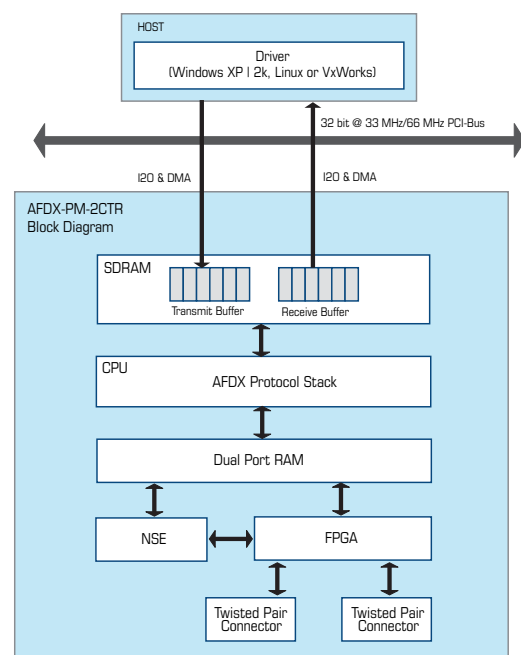 HOST
Driver
(Windows XP | 2k, Linux or VxWorks)
32 bit @ 33 MHz/66 MHz PCI-Bus
I2O & DMA
I2O & DMA
AFDX-PM-2CTR
Block Diagram
SDRAM
Transmit Buffer
Receive Buffer
CPU
AFDX Protocol Stack
Dual Port RAM
NSE
FPGA
Twisted Pair
Connector
Twisted Pair
Connector